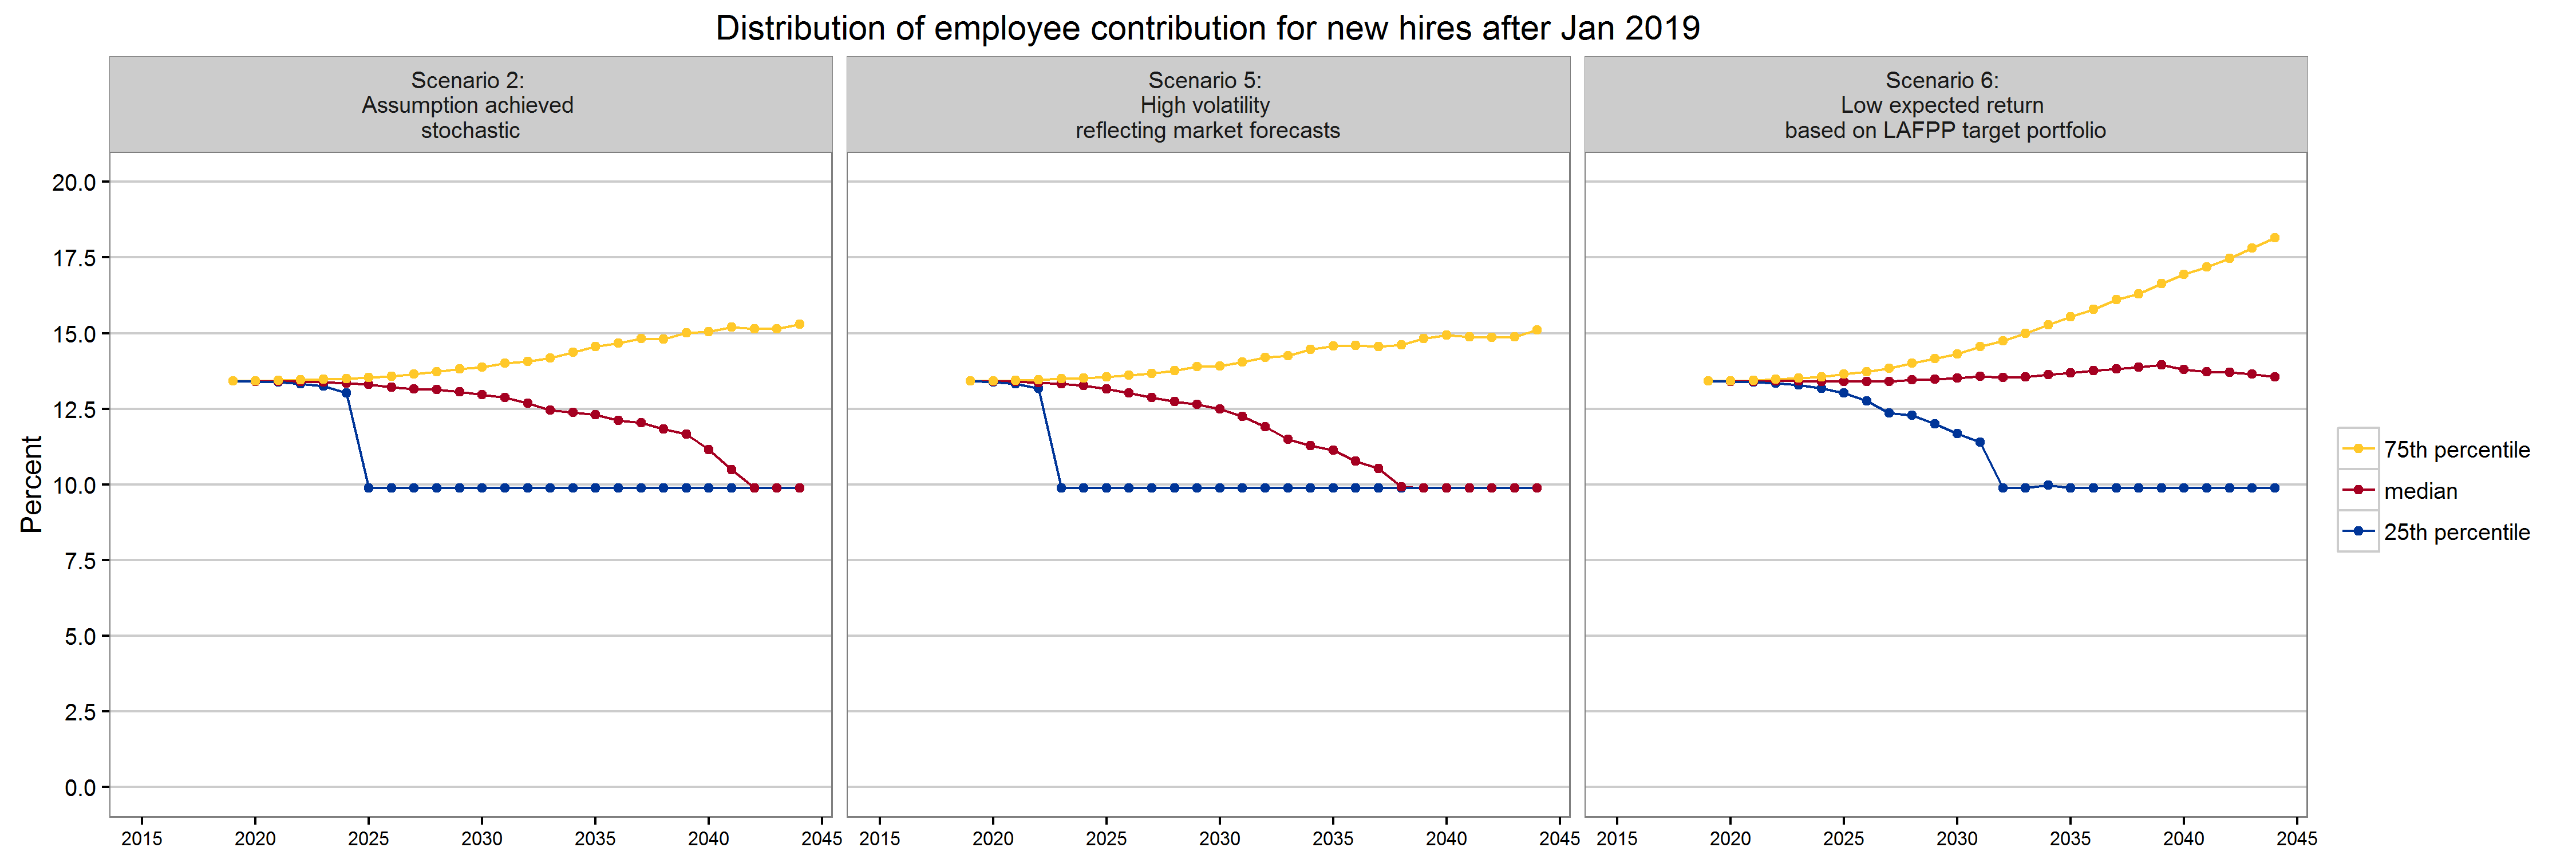 Distribution of employee contribution for new hires after Jan 2019
Scenario 2:
Assumption achieved
stochastic
Scenario 5:
High volatility
reflecting market forecasts
Scenario 6:
Low expected return
based on LAFPP target portfolio
Percent
20.0
17.5
15.0
12.5
10.0
7.5
5.0
2.5
0.0
2015 2020 2025 2030 2035 2040 2045
2015 2020 2025 2030 2035 2040 2045
2015 2020 2025 2030 2035 2040 2045
75th percentile
median
25th percentile